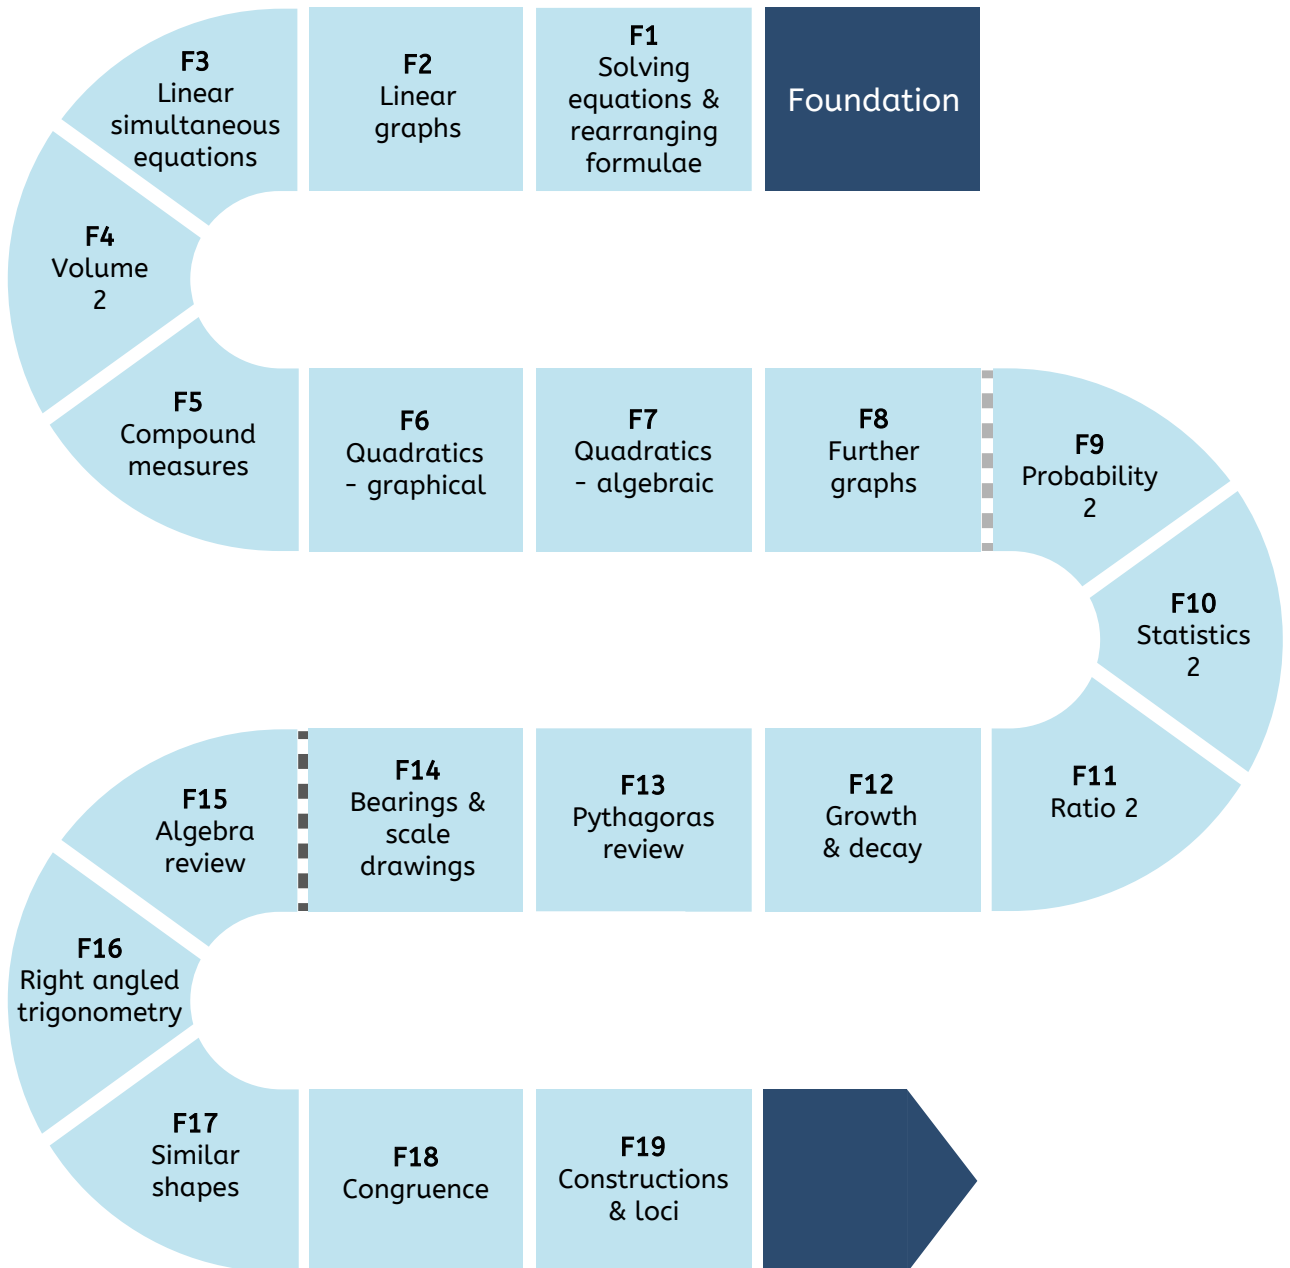 Foundation
F1
Solving
equations &
rearranging
formulae
F2
Linear
graphs
F3
Linear
simultaneous
equations
F4
Volume
2
F5
Compound
measures
F6
Quadratics
- graphical
F7
Quadratics
- algebraic
F8
Further
graphs
F9
Probability
2
F10
Statistics
2
F11
Ratio 2
F12
Growth
& decay
F13
Pythagoras
review
F14
Bearings &
scale
drawings
F15
Algebra
review
F16
Right angled
trigonometry
F17
Similar
shapes
F18
Congruence
F19
Constructions
& loci